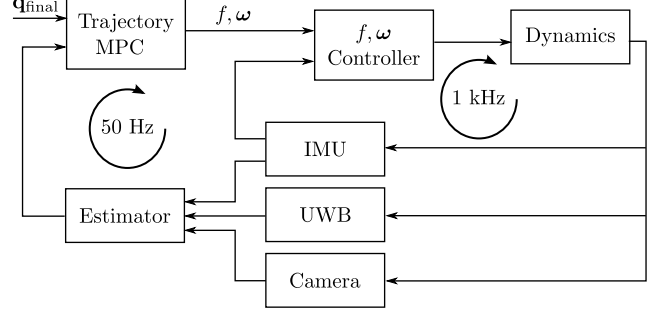 q_final
Trajectory
MPC
f, ω
f, ω
Controller
Dynamics
50 Hz
1 kHz
IMU
Estimator
UWB
Camera